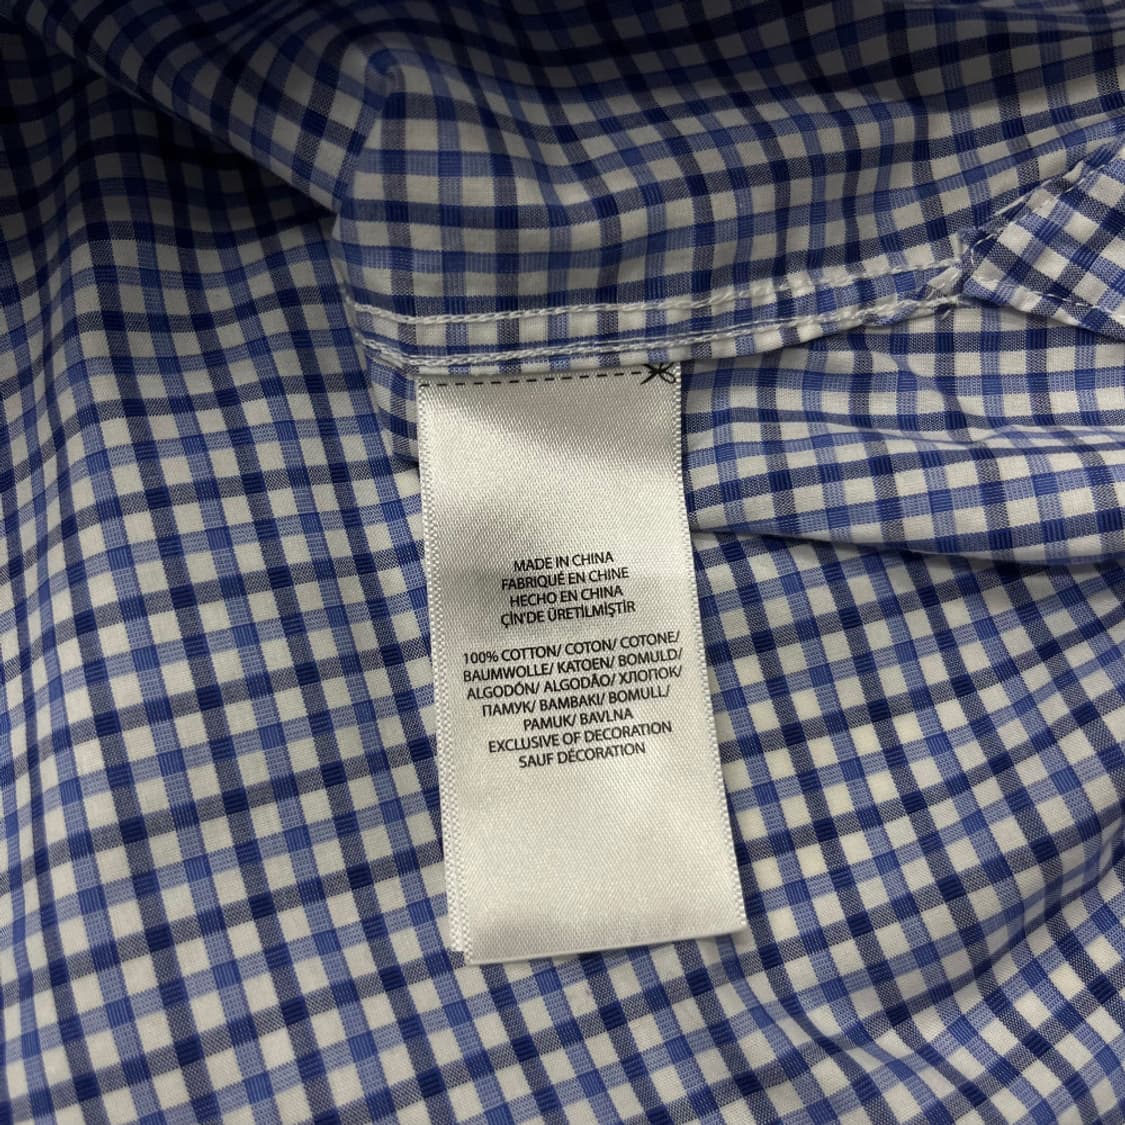 MADE IN CHINA
FABRIQUÉ EN CHINE
HECHO EN CHINA
ÇİN'DE ÜRETİLMİŞTİR
100% COTTON/ COTON/ COTONE/
BAUMWOLLE/ KATOEN/ BOMULD/
ALGODÓN/ ALGODÃO/ ХЛОПОК/
ПАМУК/ BAMBAKI/ BOMULL/
PAMUK/ BAVLNA
EXCLUSIVE OF DECORATION
SAUF DÉCORATION